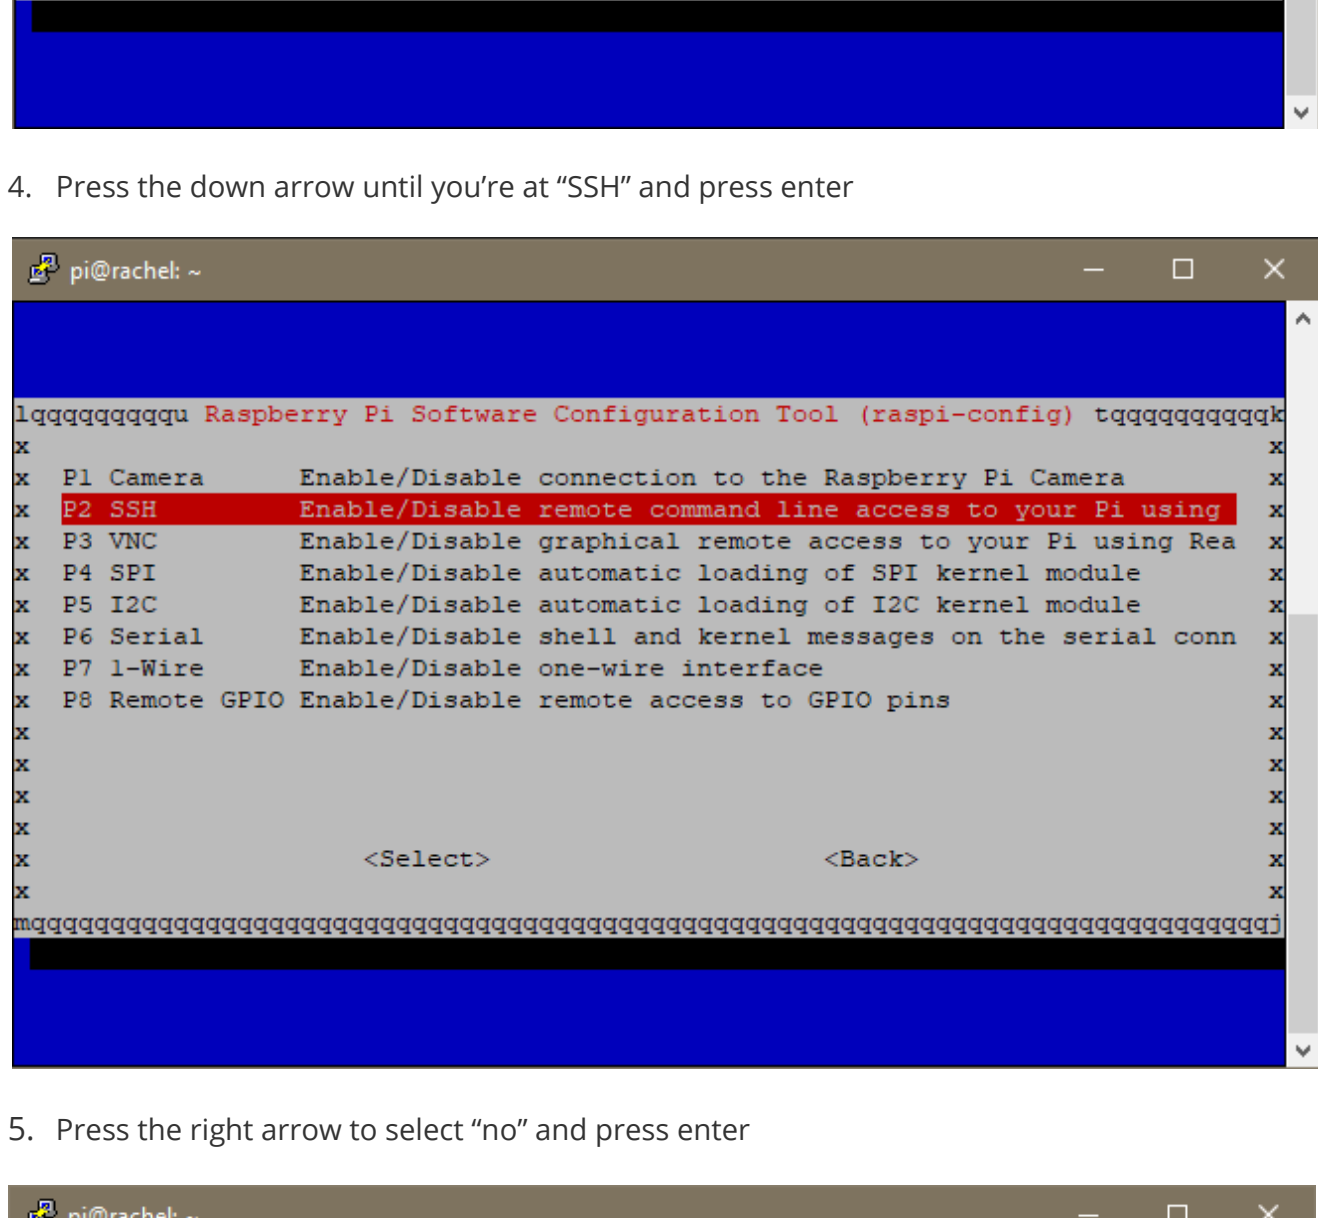 4. Press the down arrow until you’re at “SSH” and press enter
pi@rachel: ~
lqqqqqqqqqqu Raspberry Pi Software Configuration Tool (raspi-config) tqqqqqqqqqqk
x x
x P1 Camera Enable/Disable connection to the Raspberry Pi Camera x
x P2 SSH Enable/Disable remote command line access to your Pi using x
x P3 VNC Enable/Disable graphical remote access to your Pi using Rea x
x P4 SPI Enable/Disable automatic loading of SPI kernel module x
x P5 I2C Enable/Disable automatic loading of I2C kernel module x
x P6 Serial Enable/Disable shell and kernel messages on the serial conn x
x P7 1-Wire Enable/Disable one-wire interface x
x P8 Remote GPIO Enable/Disable remote access to GPIO pins x
x x
x x
x x
x x
x <Select> <Back> x
x x
mqqqqqqqqqqqqqqqqqqqqqqqqqqqqqqqqqqqqqqqqqqqqqqqqqqqqqqqqqqqqqqqqqqqqqqqqqqqqqqj
5. Press the right arrow to select “no” and press enter
pi@rachel: ~